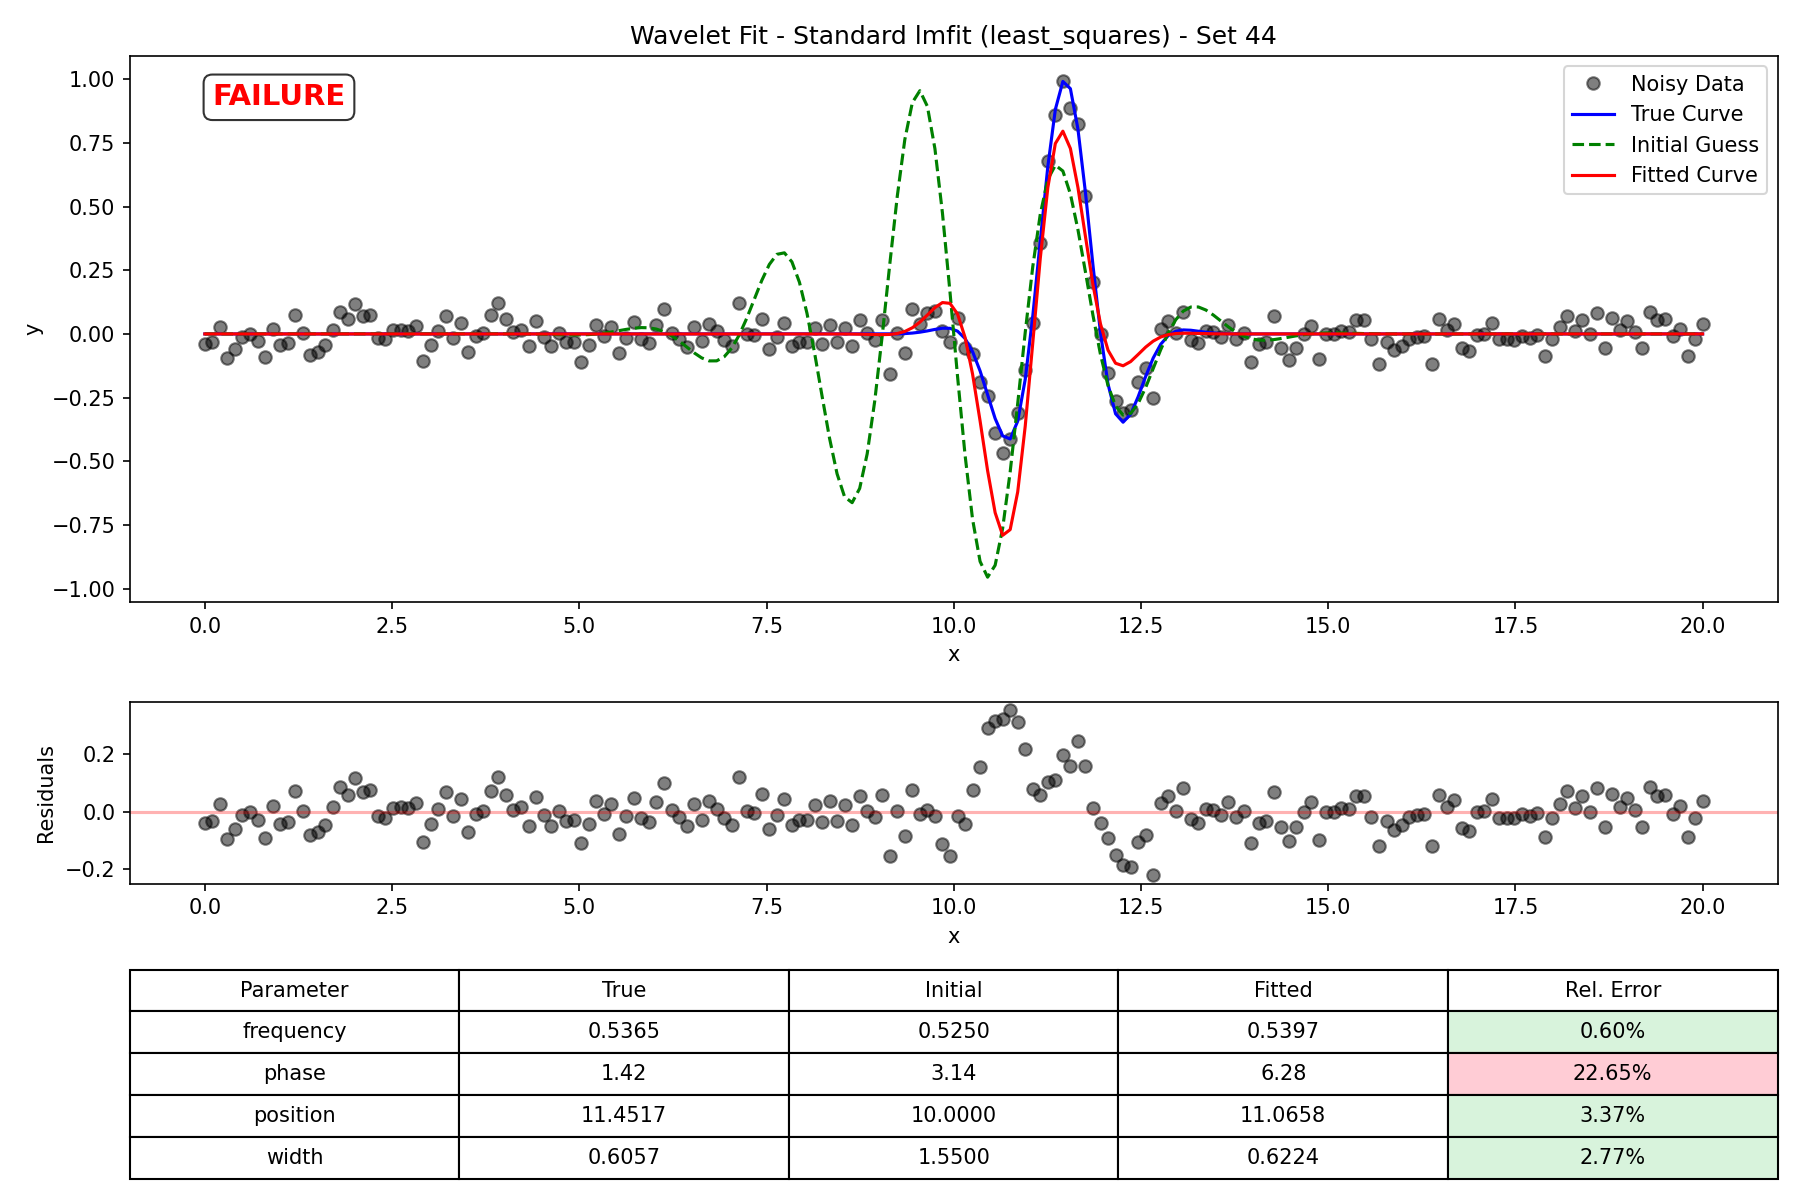 Wavelet Fit - Standard lmfit (least_squares) - Set 44
FAILURE
Noisy Data
True Curve
Initial Guess
Fitted Curve
1.00
0.75
0.50
0.25
0.00
−0.25
−0.50
−0.75
−1.00
y
0.0 2.5 5.0 7.5 10.0 12.5 15.0 17.5 20.0
x
0.2
0.0
−0.2
Residuals
0.0 2.5 5.0 7.5 10.0 12.5 15.0 17.5 20.0
x
Parameter True Initial Fitted Rel. Error
frequency 0.5365 0.5250 0.5397 0.60%
phase 1.42 3.14 6.28 22.65%
position 11.4517 10.0000 11.0658 3.37%
width 0.6057 1.5500 0.6224 2.77%